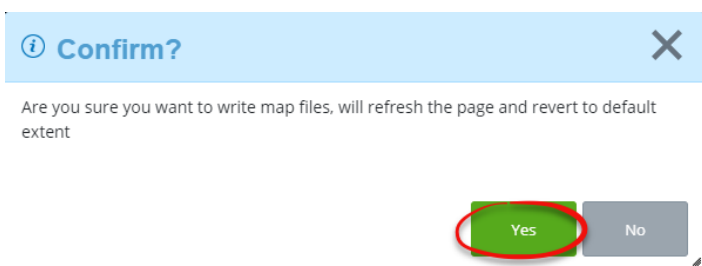 Confirm?
Are you sure you want to write map files, will refresh the page and revert to default
extent
Yes No